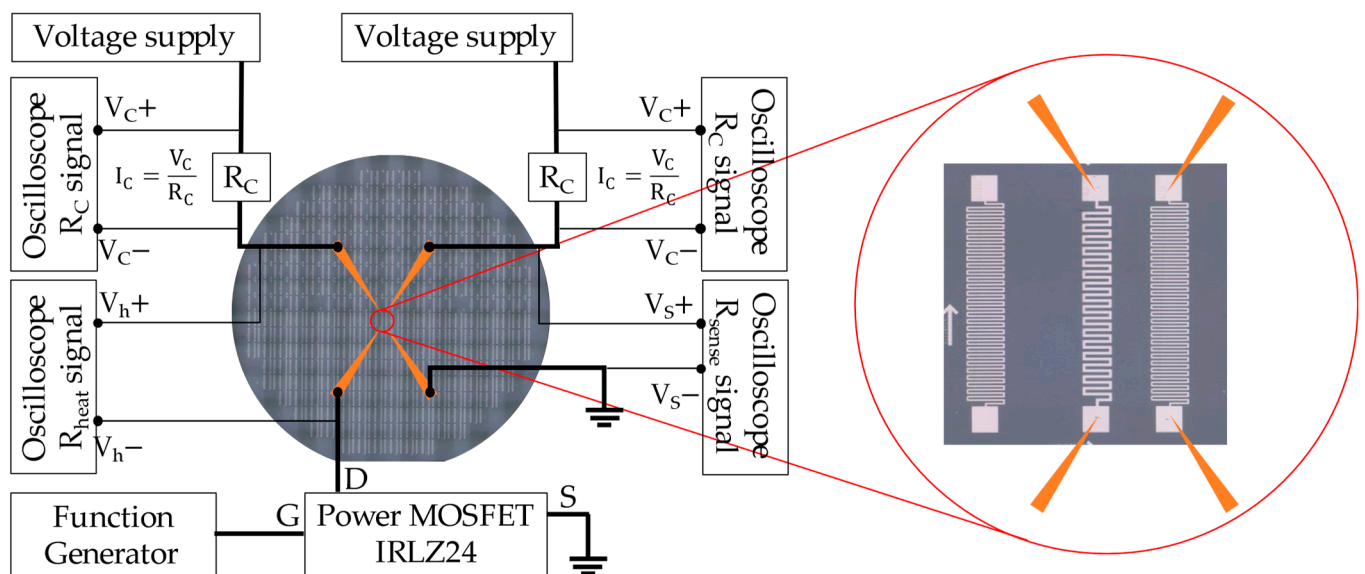 Voltage supply
Voltage supply
Oscilloscope
R_C signal
V_C+
I_C = V_C/R_C
V_C−
R_C
R_C
V_C+
I_C = V_C/R_C
V_C−
Oscilloscope
R_C signal
Oscilloscope
R_heat signal
V_h+
V_h−
V_S+
V_S−
Oscilloscope
R_sense signal
D
G
S
Function
Generator
Power MOSFET
IRLZ24